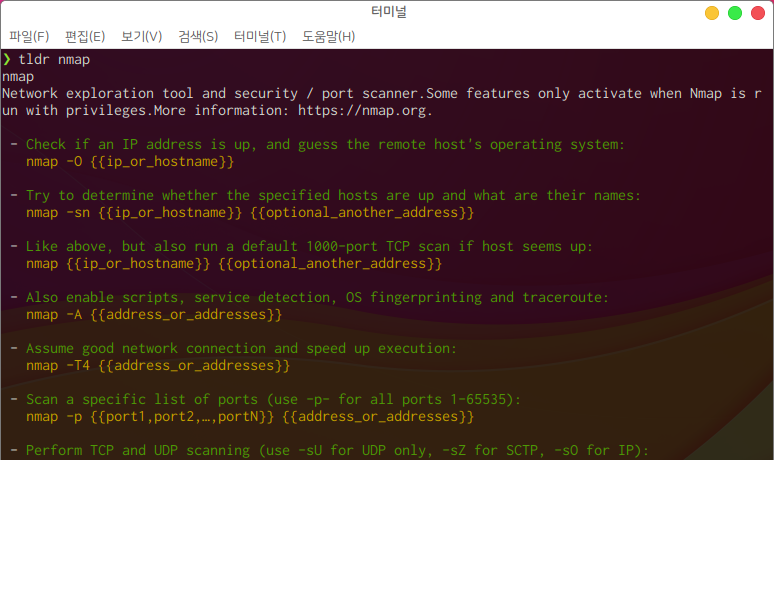 터미널
파일(F) 편집(E) 보기(V) 검색(S) 터미널(T) 도움말(H)
❯ tldr nmap
nmap
Network exploration tool and security / port scanner.Some features only activate when Nmap is r
un with privileges.More information: https://nmap.org.
- Check if an IP address is up, and guess the remote host's operating system:
nmap -O {{ip_or_hostname}}
- Try to determine whether the specified hosts are up and what are their names:
nmap -sn {{ip_or_hostname}} {{optional_another_address}}
- Like above, but also run a default 1000-port TCP scan if host seems up:
nmap {{ip_or_hostname}} {{optional_another_address}}
- Also enable scripts, service detection, OS fingerprinting and traceroute:
nmap -A {{address_or_addresses}}
- Assume good network connection and speed up execution:
nmap -T4 {{address_or_addresses}}
- Scan a specific list of ports (use -p- for all ports 1-65535):
nmap -p {{port1,port2,…,portN}} {{address_or_addresses}}
- Perform TCP and UDP scanning (use -sU for UDP only, -sZ for SCTP, -sO for IP):